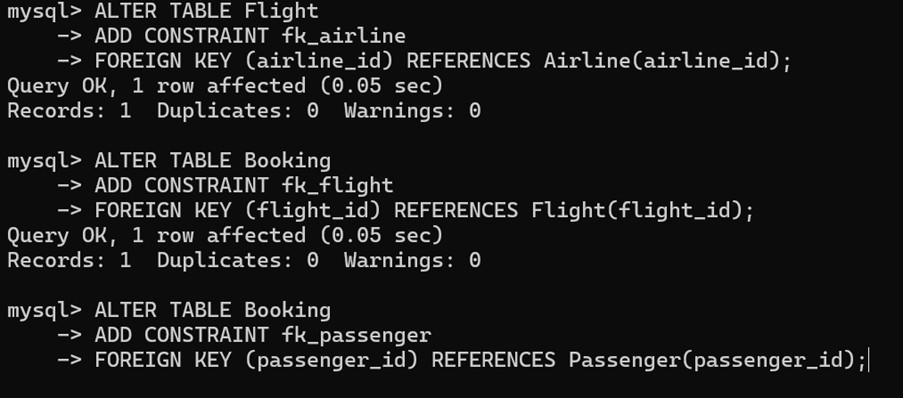 mysql> ALTER TABLE Flight
    -> ADD CONSTRAINT fk_airline
    -> FOREIGN KEY (airline_id) REFERENCES Airline(airline_id);
Query OK, 1 row affected (0.05 sec)
Records: 1  Duplicates: 0  Warnings: 0

mysql> ALTER TABLE Booking
    -> ADD CONSTRAINT fk_flight
    -> FOREIGN KEY (flight_id) REFERENCES Flight(flight_id);
Query OK, 1 row affected (0.05 sec)
Records: 1  Duplicates: 0  Warnings: 0

mysql> ALTER TABLE Booking
    -> ADD CONSTRAINT fk_passenger
    -> FOREIGN KEY (passenger_id) REFERENCES Passenger(passenger_id);